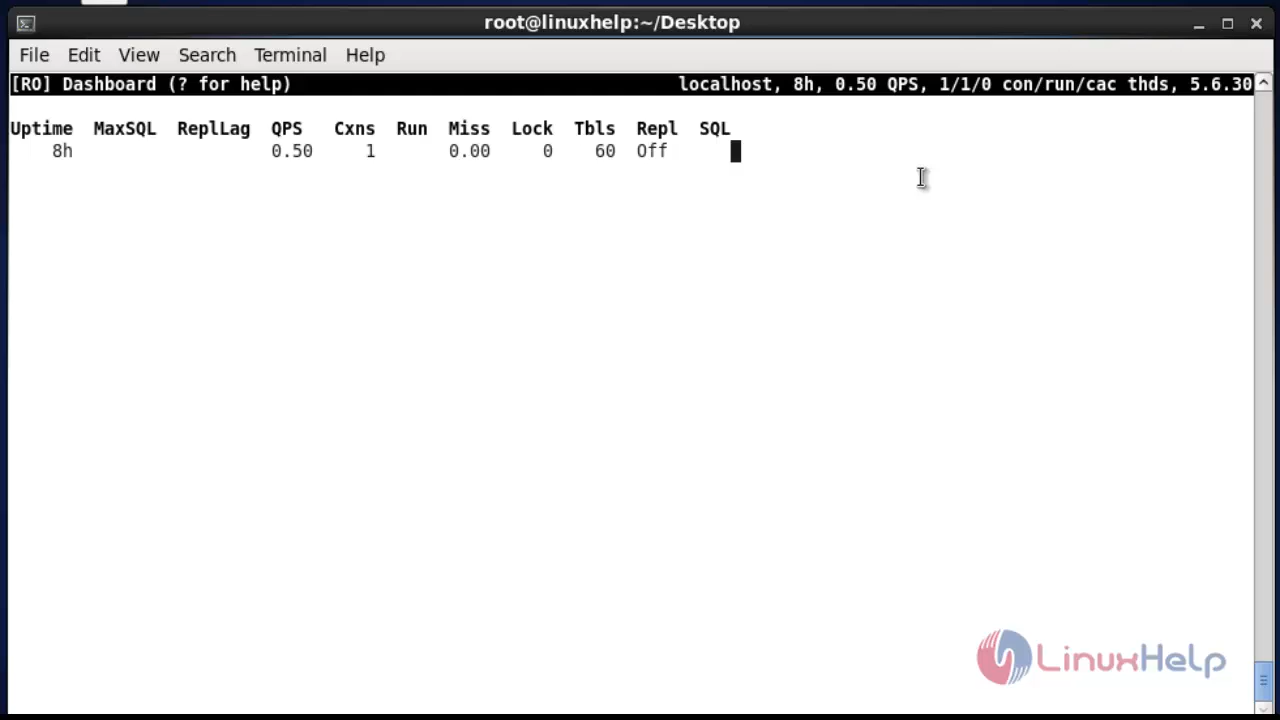 root@linuxhelp:~/Desktop
File Edit View Search Terminal Help
[RO] Dashboard (? for help) localhost, 8h, 0.50 QPS, 1/1/0 con/run/cac thds, 5.6.30
Uptime MaxSQL ReplLag QPS Cxns Run Miss Lock Tbls Repl SQL
8h 0.50 1 0.00 0 60 Off
LinuxHelp